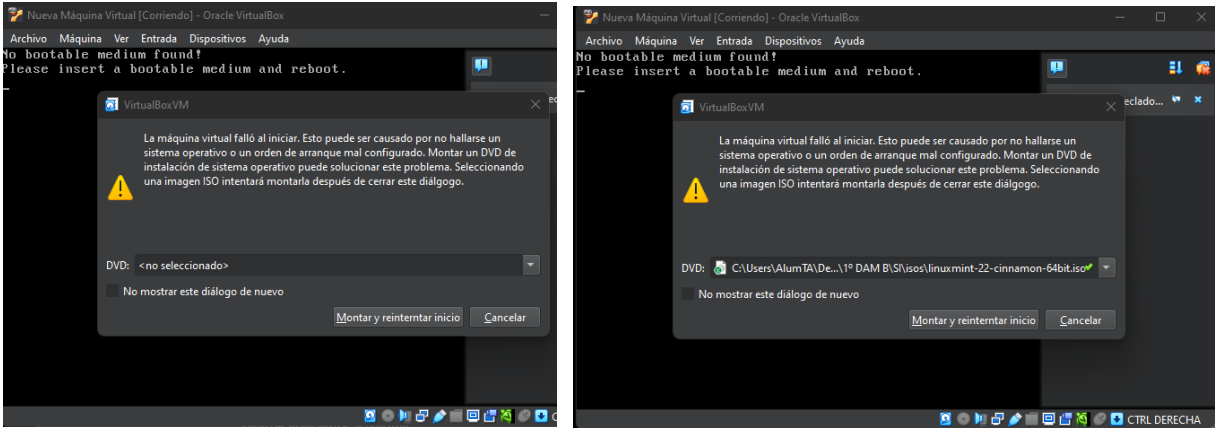 Nueva Máquina Virtual [Corriendo] - Oracle VirtualBox
Archivo Máquina Ver Entrada Dispositivos Ayuda
No bootable medium found!
Please insert a bootable medium and reboot.
VirtualBoxVM
La máquina virtual falló al iniciar. Esto puede ser causado por no hallarse un
sistema operativo o un orden de arranque mal configurado. Montar un DVD de
instalación de sistema operativo puede solucionar este problema. Seleccionando
una imagen ISO intentará montarla después de cerrar este diálgogo.
DVD: <no seleccionado>
No mostrar este diálogo de nuevo
Montar y reinterntar inicio Cancelar
Nueva Máquina Virtual [Corriendo] - Oracle VirtualBox
Archivo Máquina Ver Entrada Dispositivos Ayuda
No bootable medium found!
Please insert a bootable medium and reboot.
eclado...
VirtualBoxVM
La máquina virtual falló al iniciar. Esto puede ser causado por no hallarse un
sistema operativo o un orden de arranque mal configurado. Montar un DVD de
instalación de sistema operativo puede solucionar este problema. Seleccionando
una imagen ISO intentará montarla después de cerrar este diálgogo.
DVD: C:\Users\AlumTA\De...\1º DAM B\SI\isos\linuxmint-22-cinnamon-64bit.iso
No mostrar este diálogo de nuevo
Montar y reinterntar inicio Cancelar
CTRL DERECHA